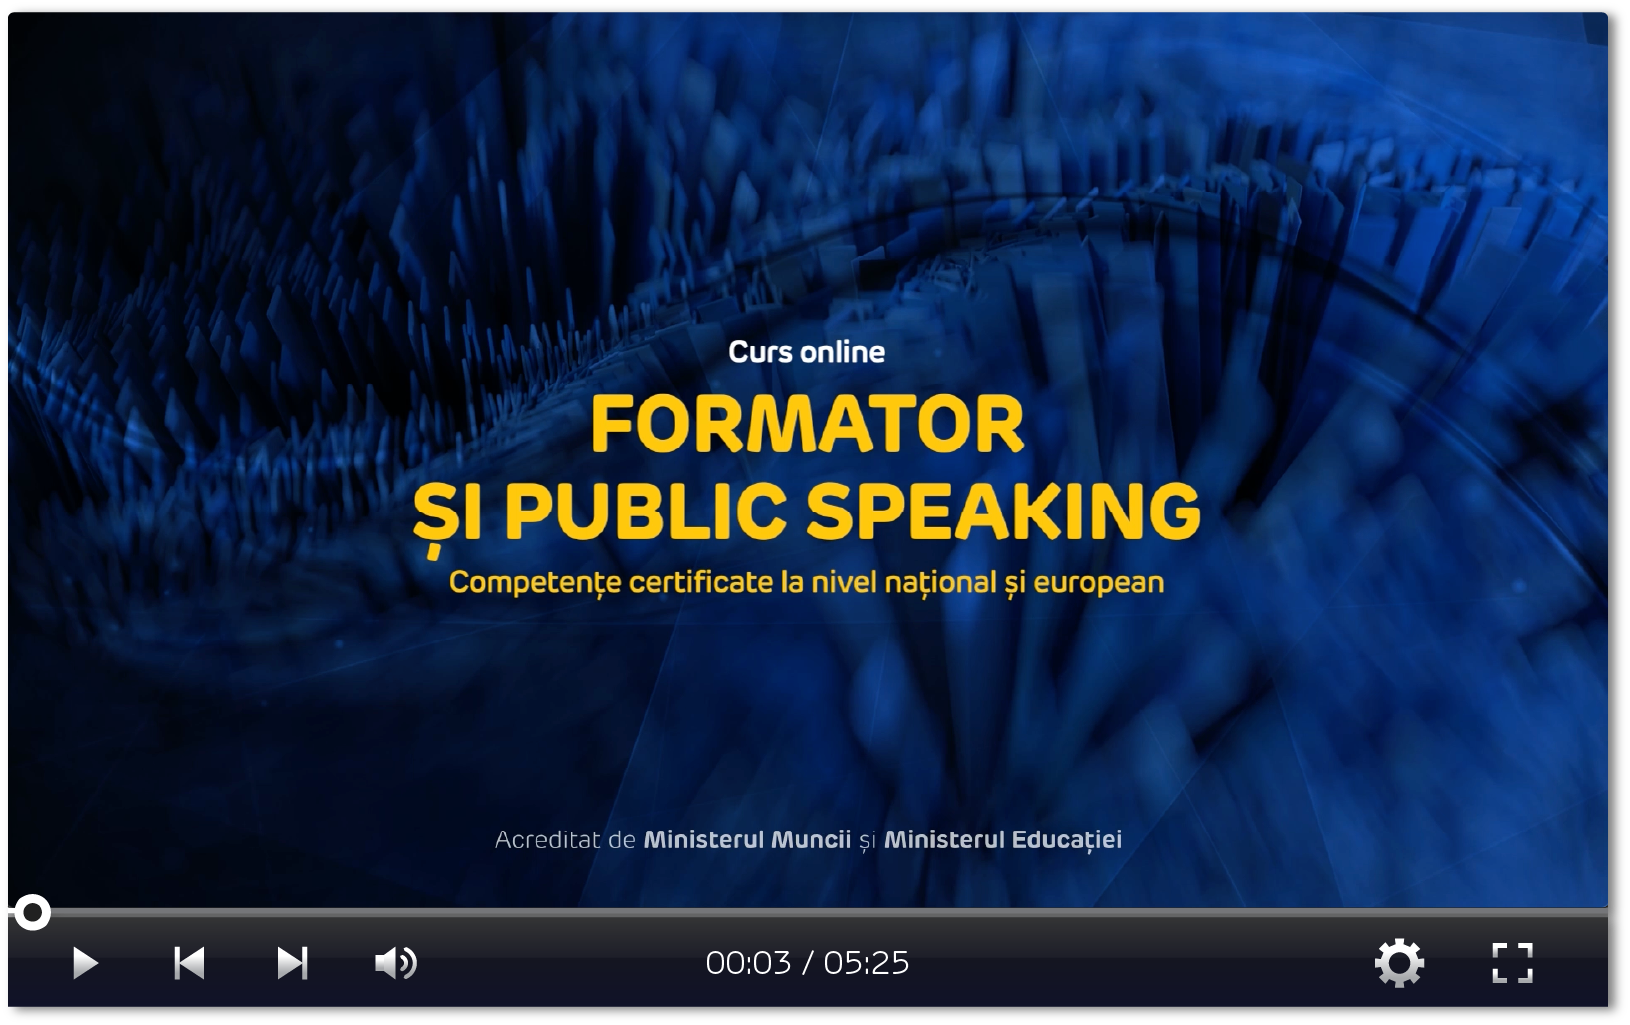 Curs online
FORMATOR
ȘI PUBLIC SPEAKING
Competențe certificate la nivel național și european
Acreditat de Ministerul Muncii și Ministerul Educației
00:03 / 05:25